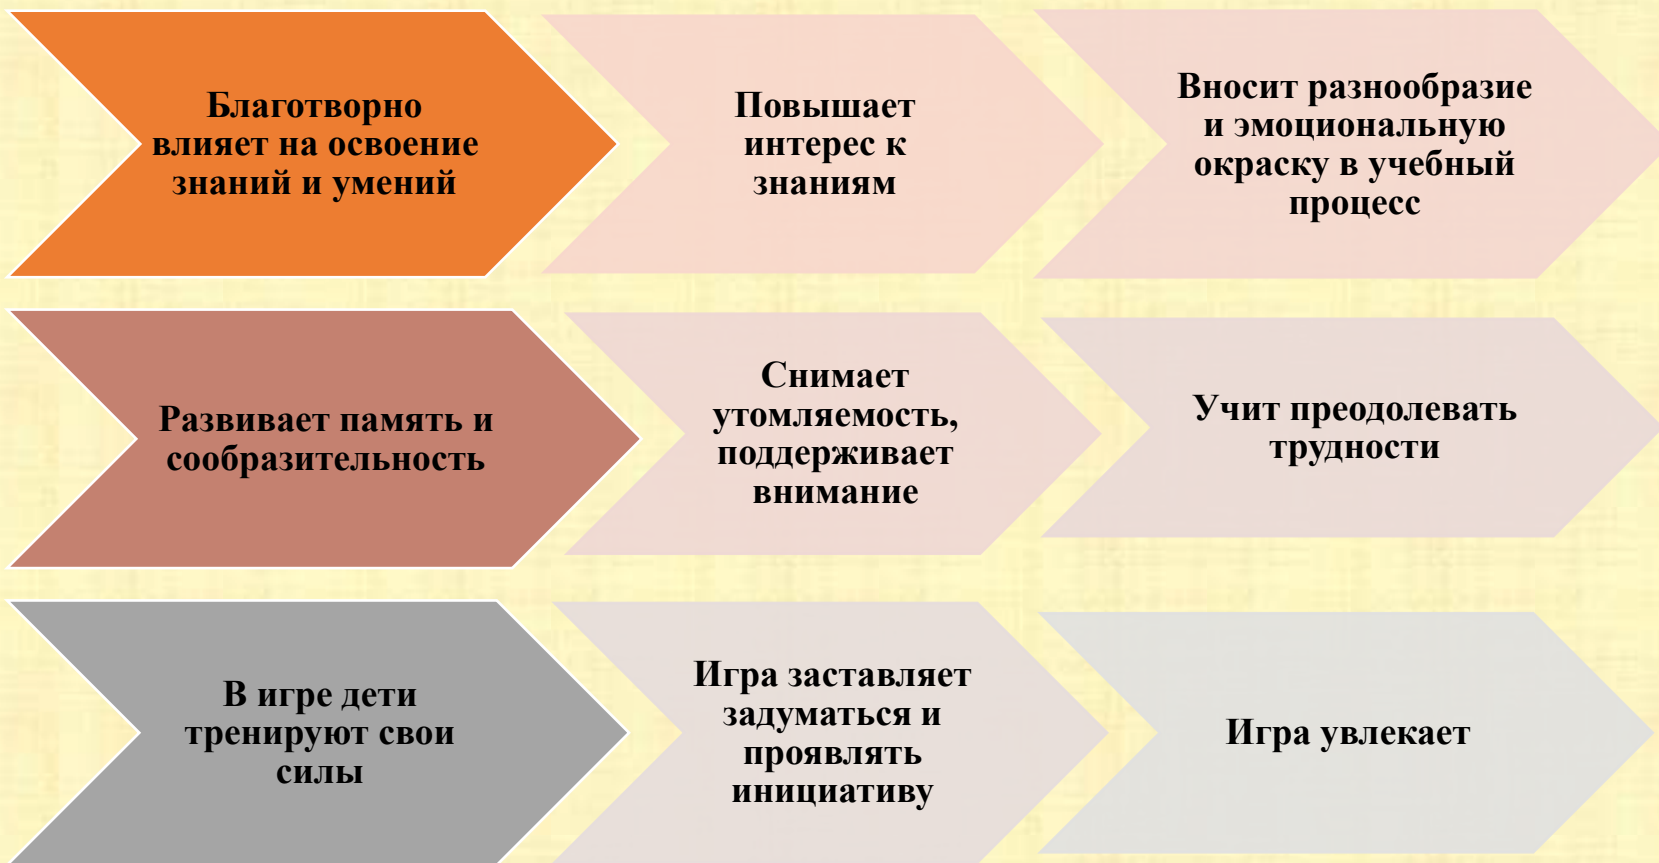 Благотворно
влияет на освоение
знаний и умений
Повышает
интерес к
знаниям
Вносит разнообразие
и эмоциональную
окраску в учебный
процесс
Развивает память и
сообразительность
Снимает
утомляемость,
поддерживает
внимание
Учит преодолевать
трудности
В игре дети
тренируют свои
силы
Игра заставляет
задуматься и
проявлять
инициативу
Игра увлекает